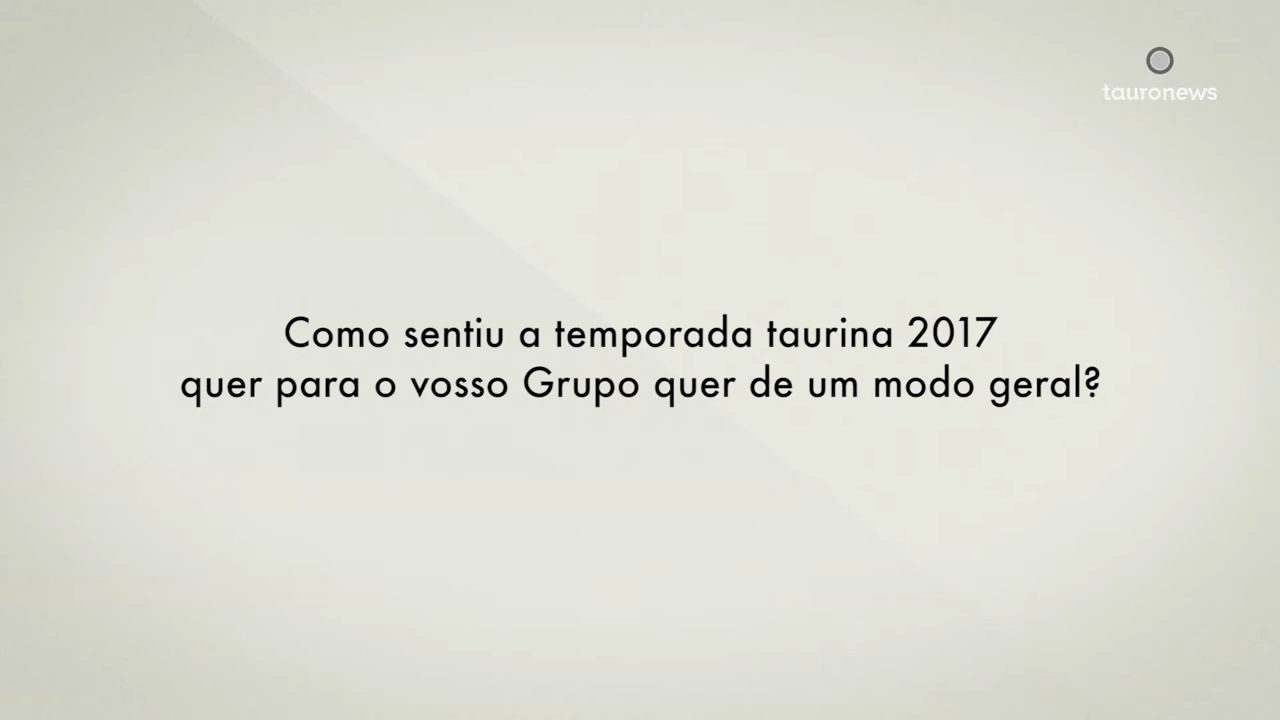 tauronews
Como sentiu a temporada taurina 2017
quer para o vosso Grupo quer de um modo geral?